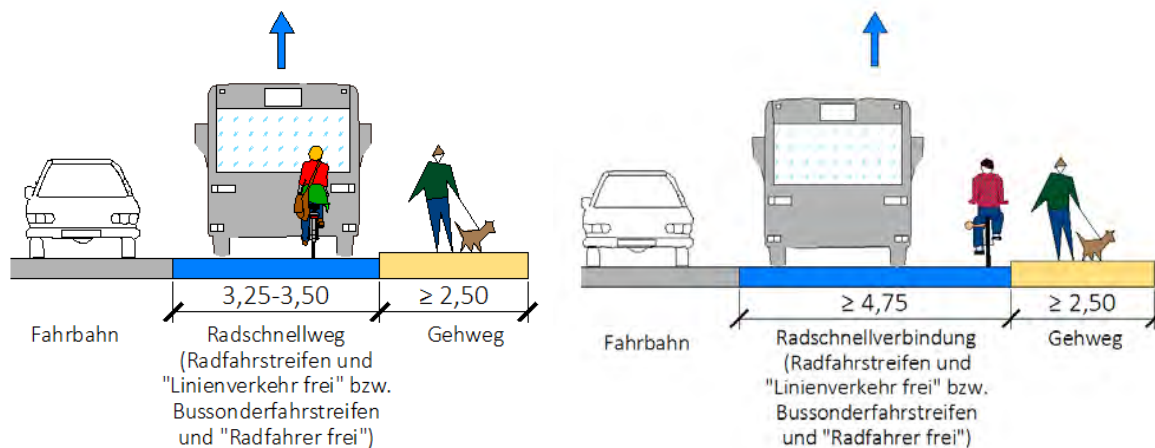 3,25-3,50
≥ 2,50
Fahrbahn
Radschnellweg
(Radfahrstreifen und
"Linienverkehr frei" bzw.
Bussonderfahrstreifen
und "Radfahrer frei")
Gehweg
≥ 4,75
≥ 2,50
Fahrbahn
Radschnellverbindung
(Radfahrstreifen und
"Linienverkehr frei" bzw.
Bussonderfahrstreifen
und "Radfahrer frei")
Gehweg